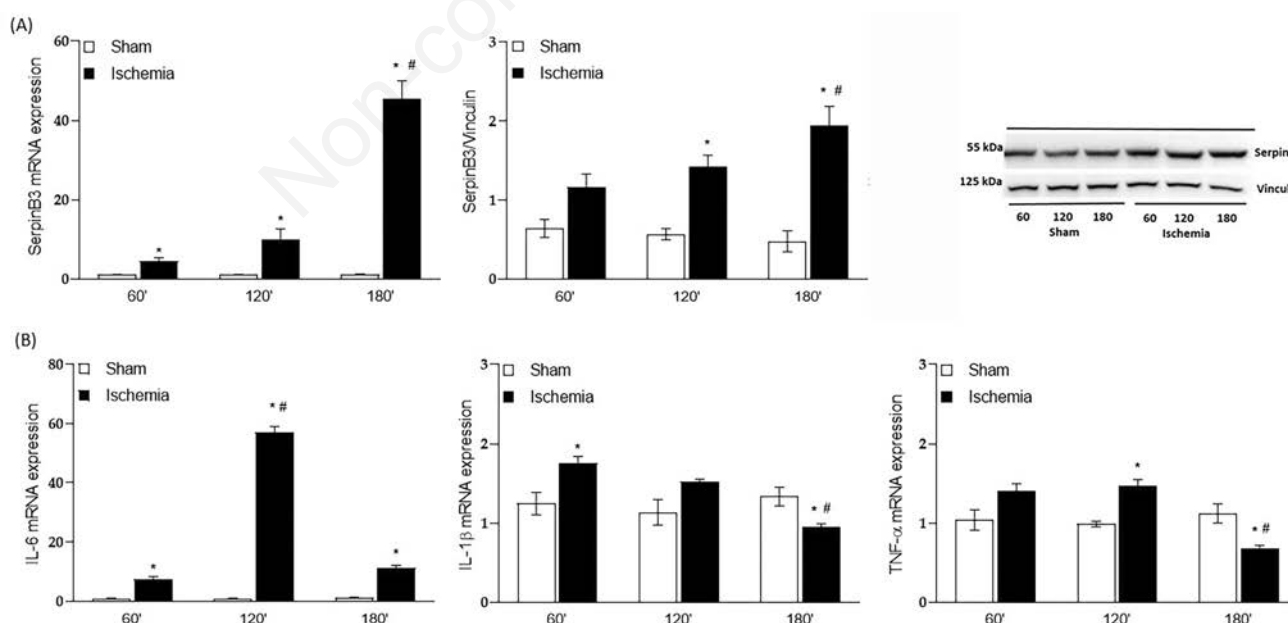 (A)
SerpinB3 mRNA expression
60
40
20
0
Sham
Ischemia
*
*
* #
60'
120'
180'
SerpinB3/Vinculin
3
2
1
0
Sham
Ischemia
*
* #
60'
120'
180'
55 kDa
Serpin
125 kDa
Vincul
60 120 180 60 120 180
Sham Ischemia
(B)
IL-6 mRNA expression
80
60
40
20
0
Sham
Ischemia
*
* #
*
60'
120'
180'
IL-1β mRNA expression
3
2
1
0
Sham
Ischemia
*
* #
60'
120'
180'
TNF-α mRNA expression
3
2
1
0
Sham
Ischemia
*
* #
60'
120'
180'
Non-co